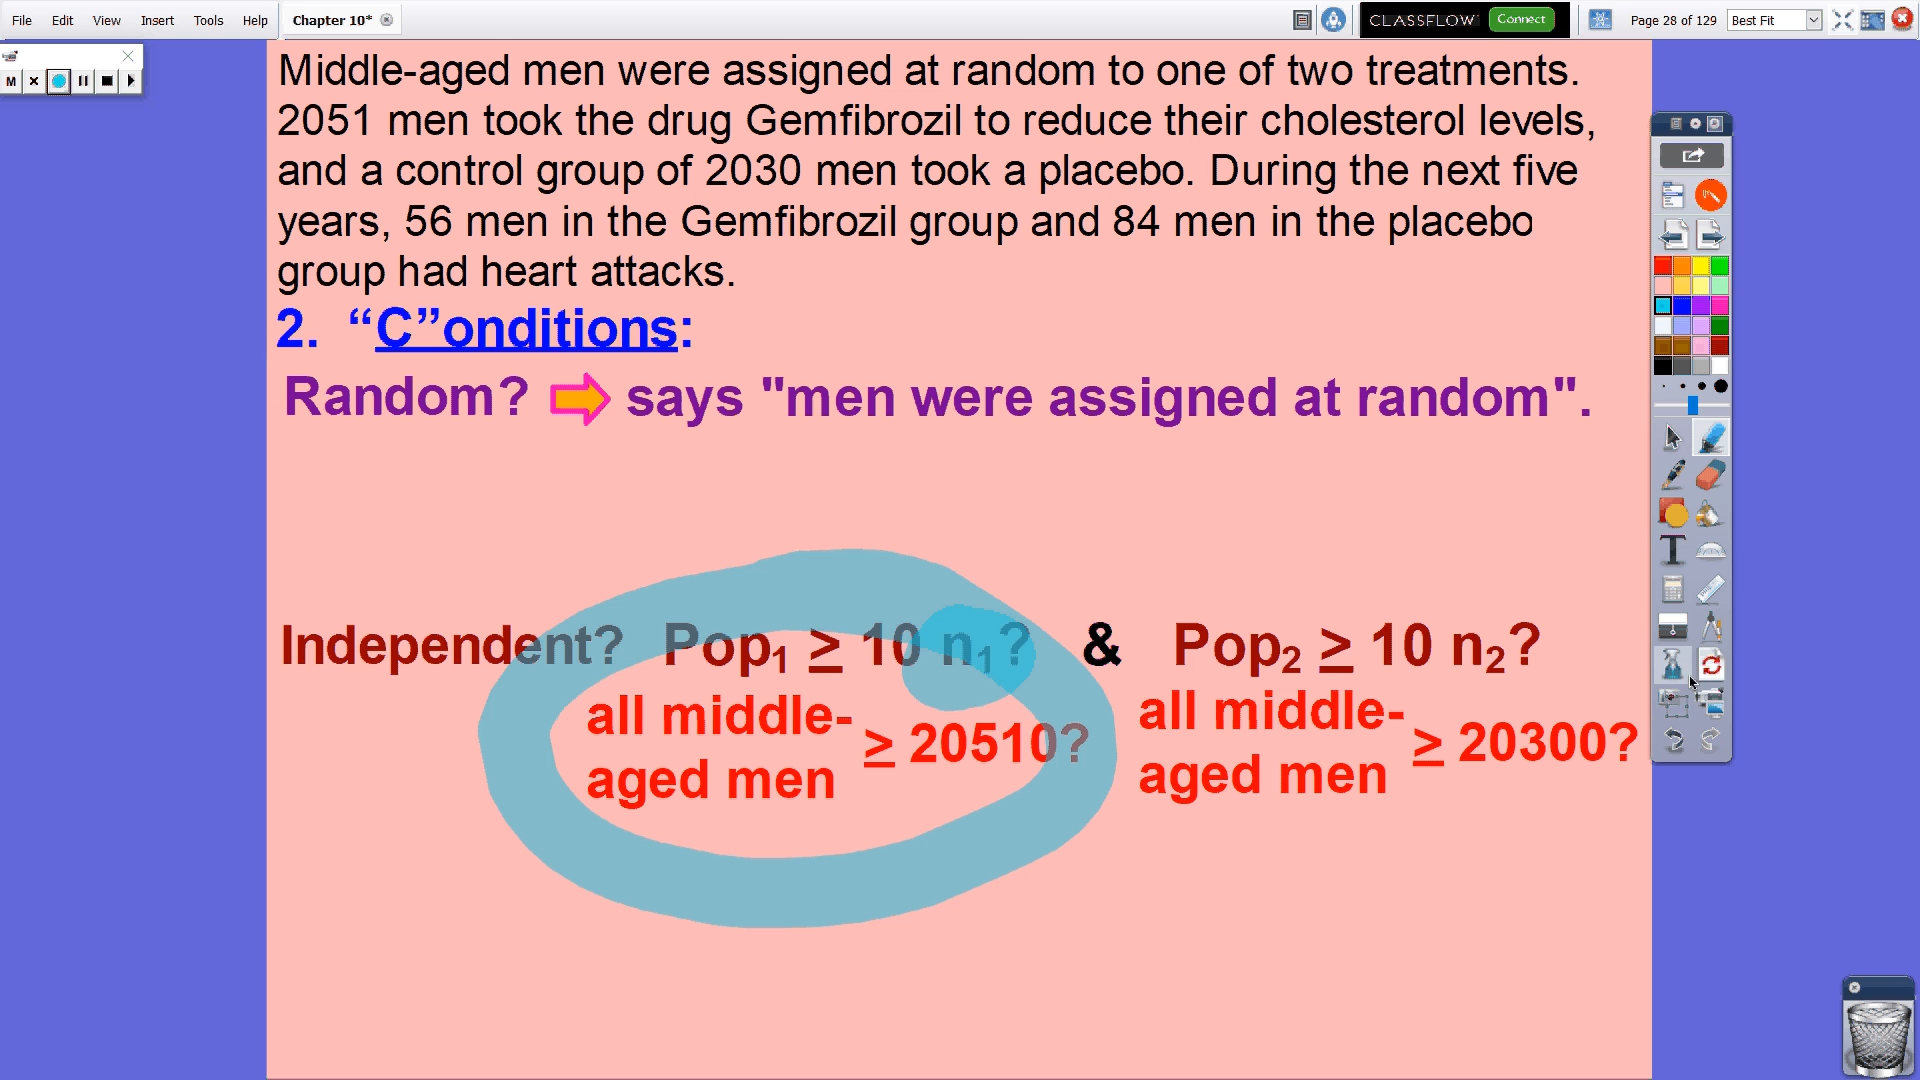 File Edit View Insert Tools Help Chapter 10* CLASSFLOW Connect Page 28 of 129 Best Fit
M
Middle-aged men were assigned at random to one of two treatments.
2051 men took the drug Gemfibrozil to reduce their cholesterol levels,
and a control group of 2030 men took a placebo. During the next five
years, 56 men in the Gemfibrozil group and 84 men in the placebo
group had heart attacks.
2. “C”onditions:
Random? says "men were assigned at random".
Independent? Pop₁ ≥ 10 n₁? & Pop₂ ≥ 10 n₂?
all middle-
aged men ≥ 20510?
all middle-
aged men ≥ 20300?